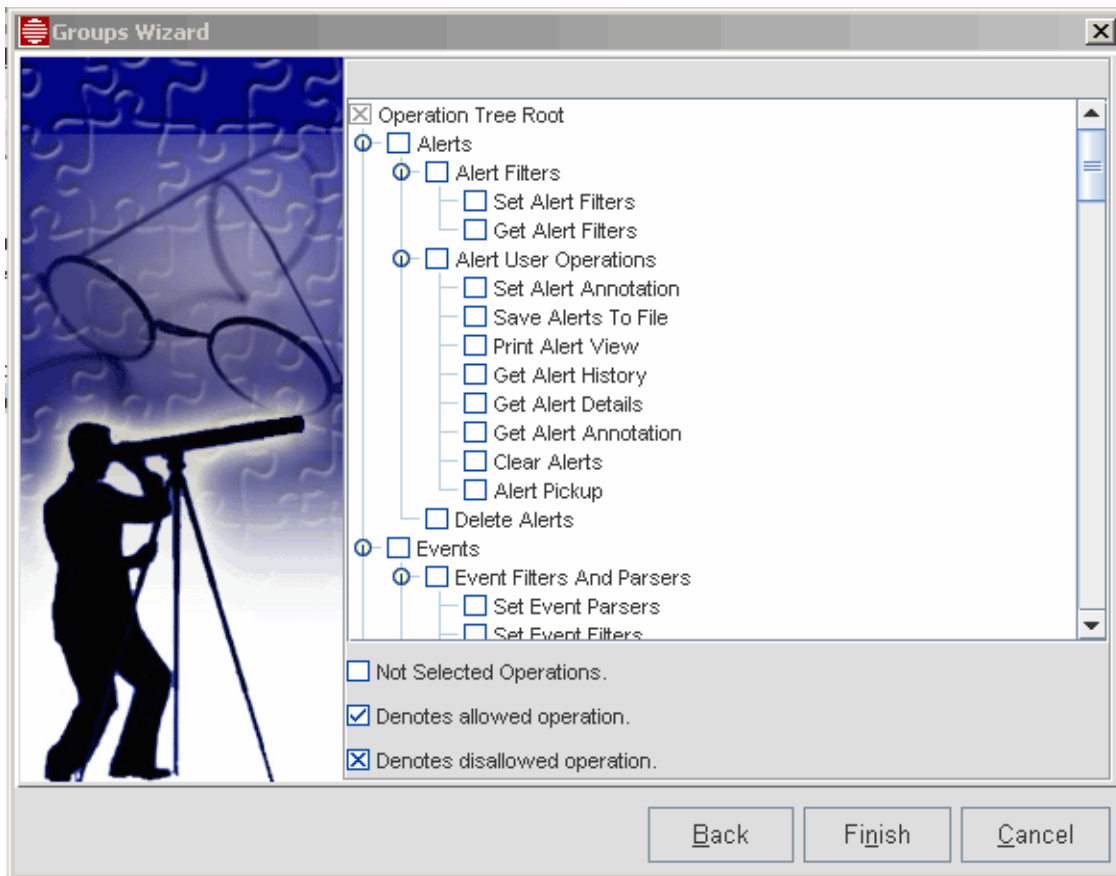 Groups Wizard
Operation Tree Root
Alerts
Alert Filters
Set Alert Filters
Get Alert Filters
Alert User Operations
Set Alert Annotation
Save Alerts To File
Print Alert View
Get Alert History
Get Alert Details
Get Alert Annotation
Clear Alerts
Alert Pickup
Delete Alerts
Events
Event Filters And Parsers
Set Event Parsers
Set Event Filters
Not Selected Operations.
Denotes allowed operation.
Denotes disallowed operation.
Back Finish Cancel